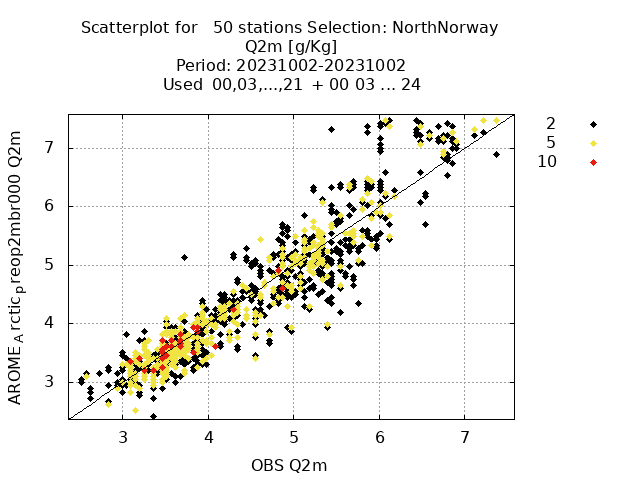 Scatterplot for 50 stations Selection: NorthNorway
Q2m [g/Kg]
Period: 20231002-20231002
Used 00,03,...,21 + 00 03 ... 24
2
5
10
7
6
5
4
3
AROME_Arctic_preop2mbr000 Q2m
3 4 5 6 7
OBS Q2m